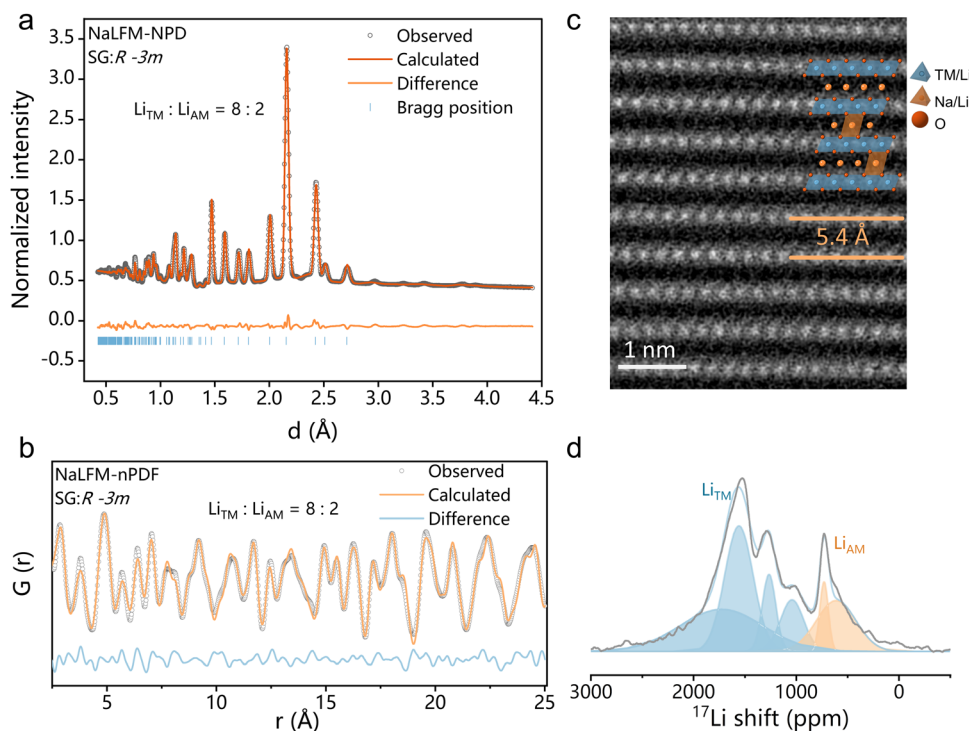 a
NaLFM-NPD
SG:R -3m
Li_TM : Li_AM = 8 : 2
Observed
Calculated
Difference
Bragg position
Normalized intensity
3.5
3.0
2.5
2.0
1.5
1.0
0.5
0.0
-0.5
0.5 1.0 1.5 2.0 2.5 3.0 3.5 4.0 4.5
d (Å)
c
TM/Li
Na/Li
O
5.4 Å
1 nm
b
NaLFM-nPDF
SG:R -3m
Li_TM : Li_AM = 8 : 2
Observed
Calculated
Difference
G (r)
5 10 15 20 25
r (Å)
d
Li_TM
Li_AM
3000 2000 1000 0
¹⁷Li shift (ppm)